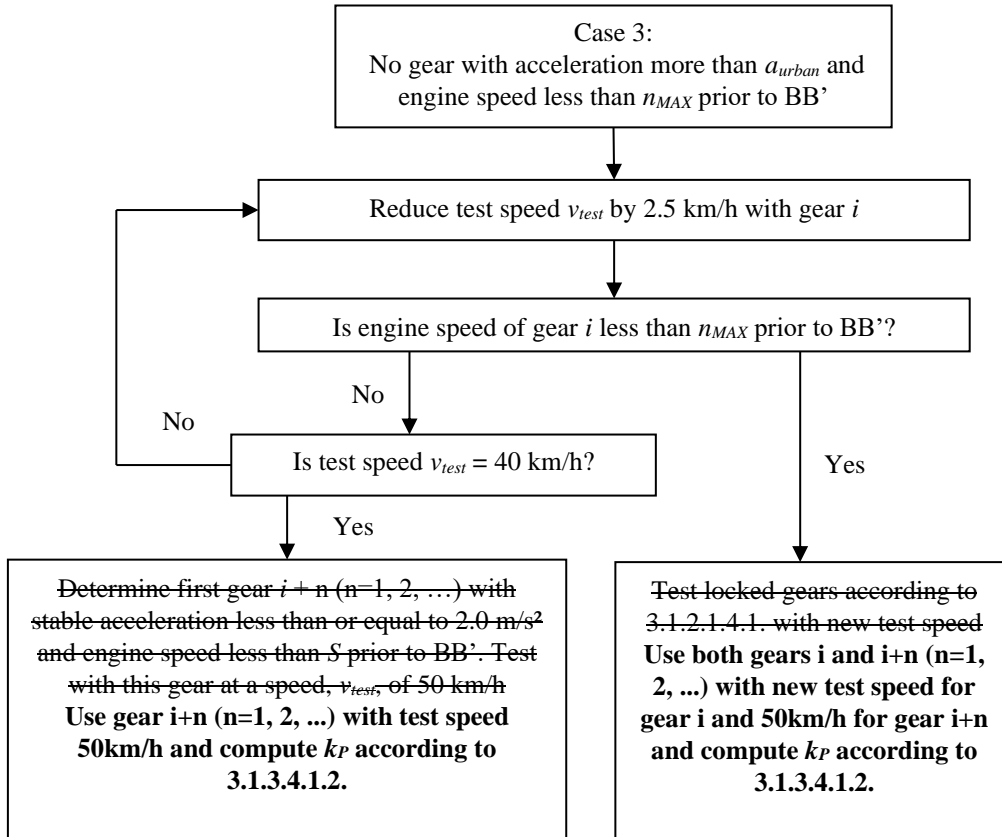 Case 3:
No gear with acceleration more than a_urban and
engine speed less than n_MAX prior to BB’
Reduce test speed v_test by 2.5 km/h with gear i
Is engine speed of gear i less than n_MAX prior to BB’?
No
No
Is test speed v_test = 40 km/h?
Yes
Yes
Determine first gear i + n (n=1, 2, …) with
stable acceleration less than or equal to 2.0 m/s²
and engine speed less than S prior to BB’. Test
with this gear at a speed, v_test, of 50 km/h
Use gear i+n (n=1, 2, ...) with test speed
50km/h and compute k_P according to
3.1.3.4.1.2.
Test locked gears according to
3.1.2.1.4.1. with new test speed
Use both gears i and i+n (n=1,
2, ...) with new test speed for
gear i and 50km/h for gear i+n
and compute k_P according to
3.1.3.4.1.2.